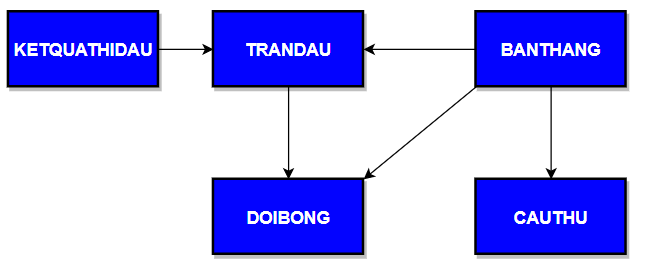 KETQUATHIDAU
TRANDAU
BANTHANG
DOIBONG
CAUTHU